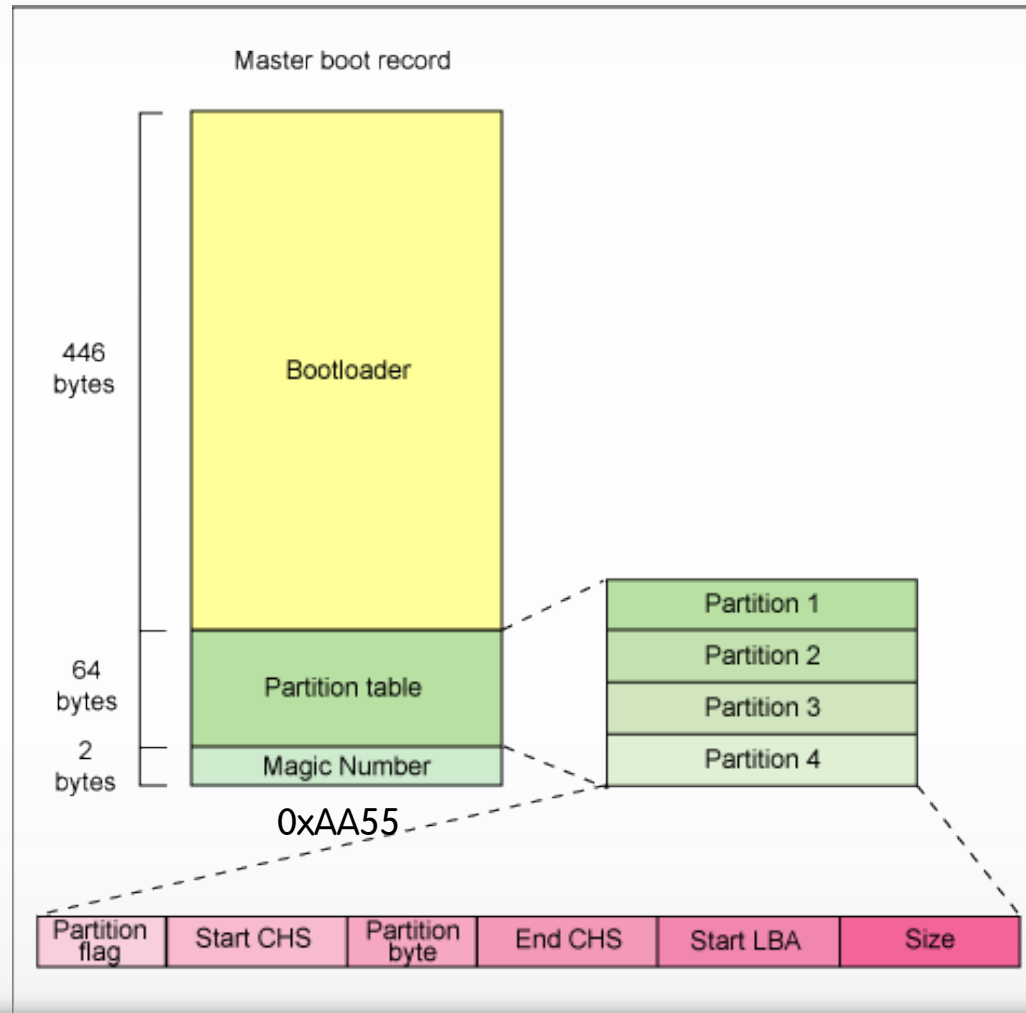 Master boot record
446
bytes
Bootloader
64
bytes
Partition table
2
bytes
Magic Number
0xAA55
Partition 1
Partition 2
Partition 3
Partition 4
Partition
flag
Start CHS
Partition
byte
End CHS
Start LBA
Size